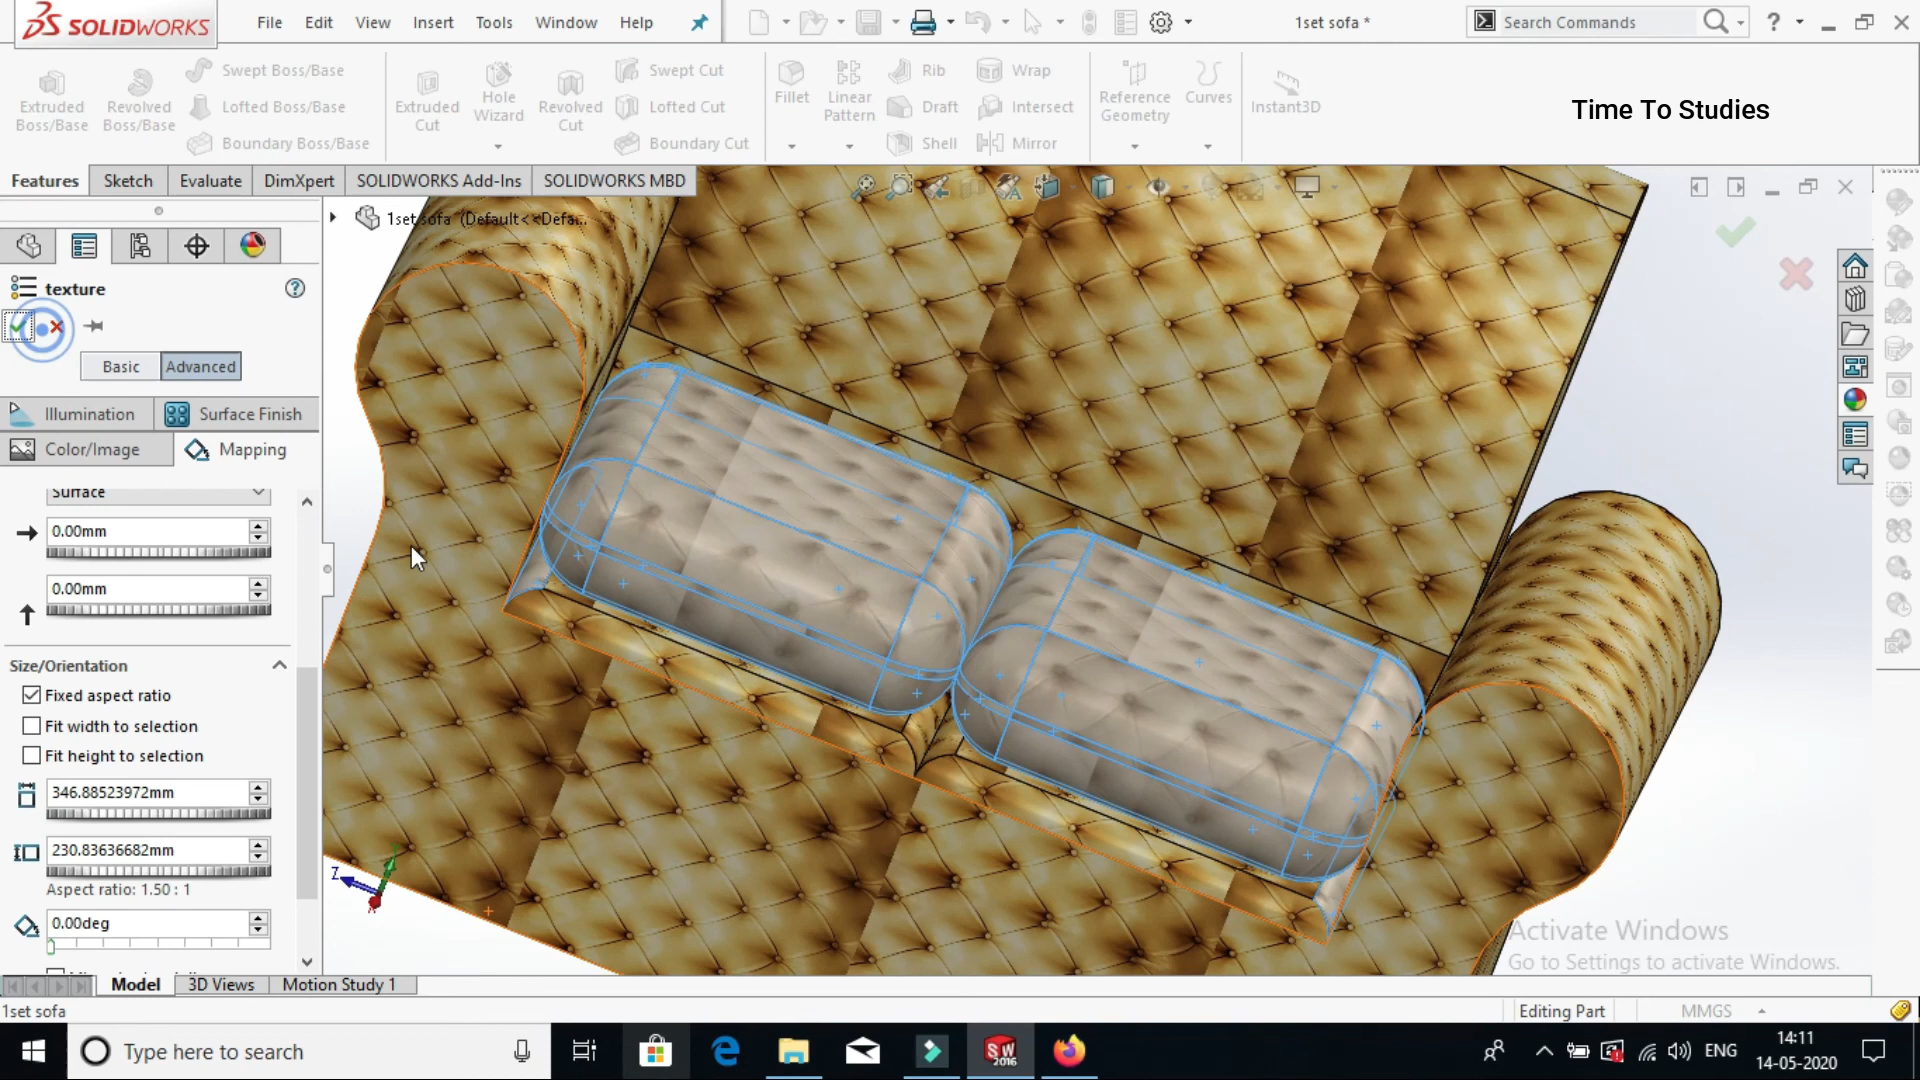 SOLIDWORKS File Edit View Insert Tools Window Help 1set sofa * Search Commands ?
Extruded Boss/Base
Revolved Boss/Base
Swept Boss/Base
Lofted Boss/Base
Boundary Boss/Base
Extruded Cut
Hole Wizard
Revolved Cut
Swept Cut
Lofted Cut
Boundary Cut
Fillet
Linear Pattern
Rib
Draft
Shell
Wrap
Intersect
Mirror
Reference Geometry
Curves
Instant3D
Time To Studies
Features Sketch Evaluate DimXpert SOLIDWORKS Add-Ins SOLIDWORKS MBD
1set sofa (Default<<Defa...
texture
Basic Advanced
Illumination Surface Finish
Color/Image Mapping
Surface
0.00mm
0.00mm
Size/Orientation
Fixed aspect ratio
Fit width to selection
Fit height to selection
346.88523972mm
230.83636682mm
Aspect ratio: 1.50 : 1
0.00deg
Z
Activate Windows
Go to Settings to activate Windows.
Model 3D Views Motion Study 1
1set sofa Editing Part MMGS
Type here to search
SW
2016
ENG
14:11
14-05-2020